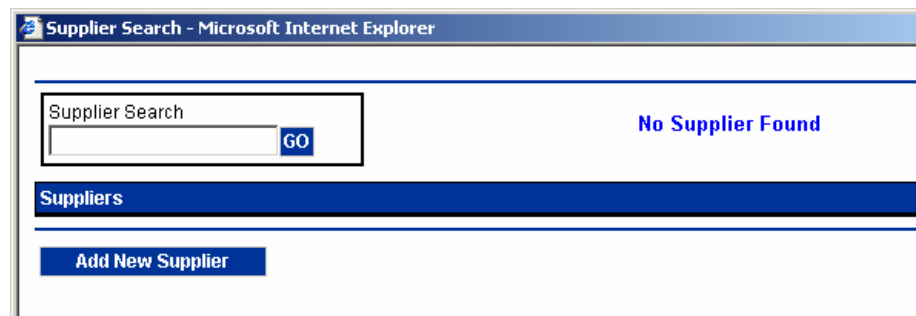 Supplier Search - Microsoft Internet Explorer
Supplier Search
GO
No Supplier Found
Suppliers
Add New Supplier